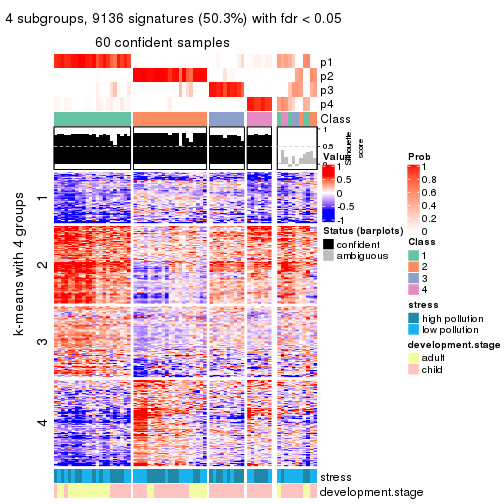 4 subgroups, 9136 signatures (50.3%) with fdr < 0.05
60 confident samples
p1
p2
p3
p4
Class
1
0.5
0
Silhouette
score
k-means with 4 groups
1
2
3
4
stress
development.stage
Value
1
0.5
0
-0.5
-1
Status (barplots)
confident
ambiguous
Prob
1
0.8
0.6
0.4
0.2
0
Class
1
2
3
4
stress
high pollution
low pollution
development.stage
adult
child